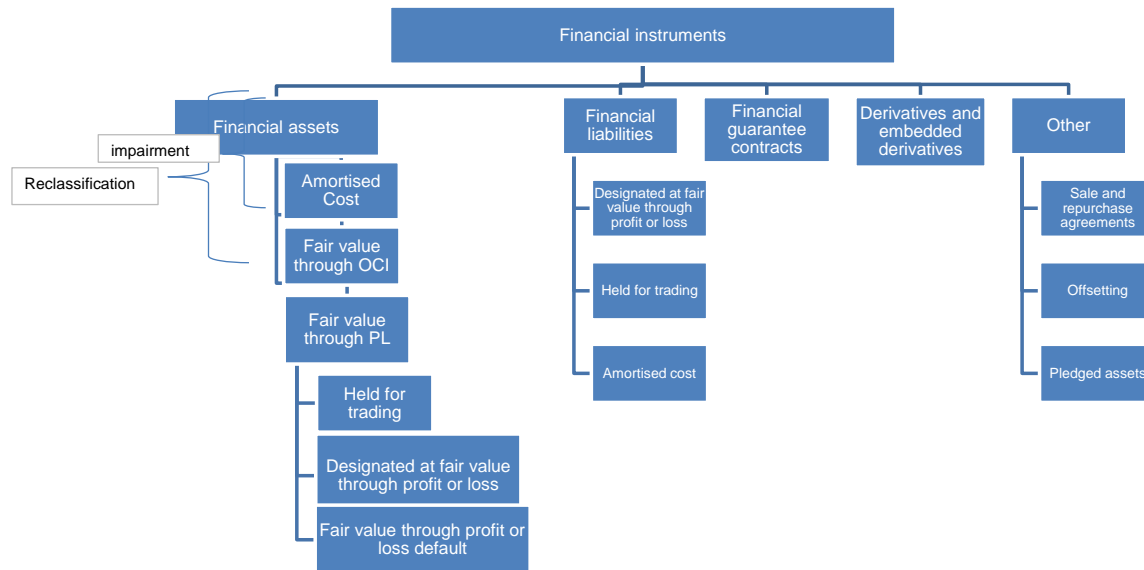 Financial instruments
Financial assets
impairment
Reclassification
Amortised
Cost
Fair value
through OCI
Fair value
through PL
Held for
trading
Designated at fair value
through profit or loss
Fair value through profit or
loss default
Financial
liabilities
Designated at fair
value through
profit or loss
Held for trading
Amortised cost
Financial
guarantee
contracts
Derivatives and
embedded
derivatives
Other
Sale and
repurchase
agreements
Offsetting
Pledged assets